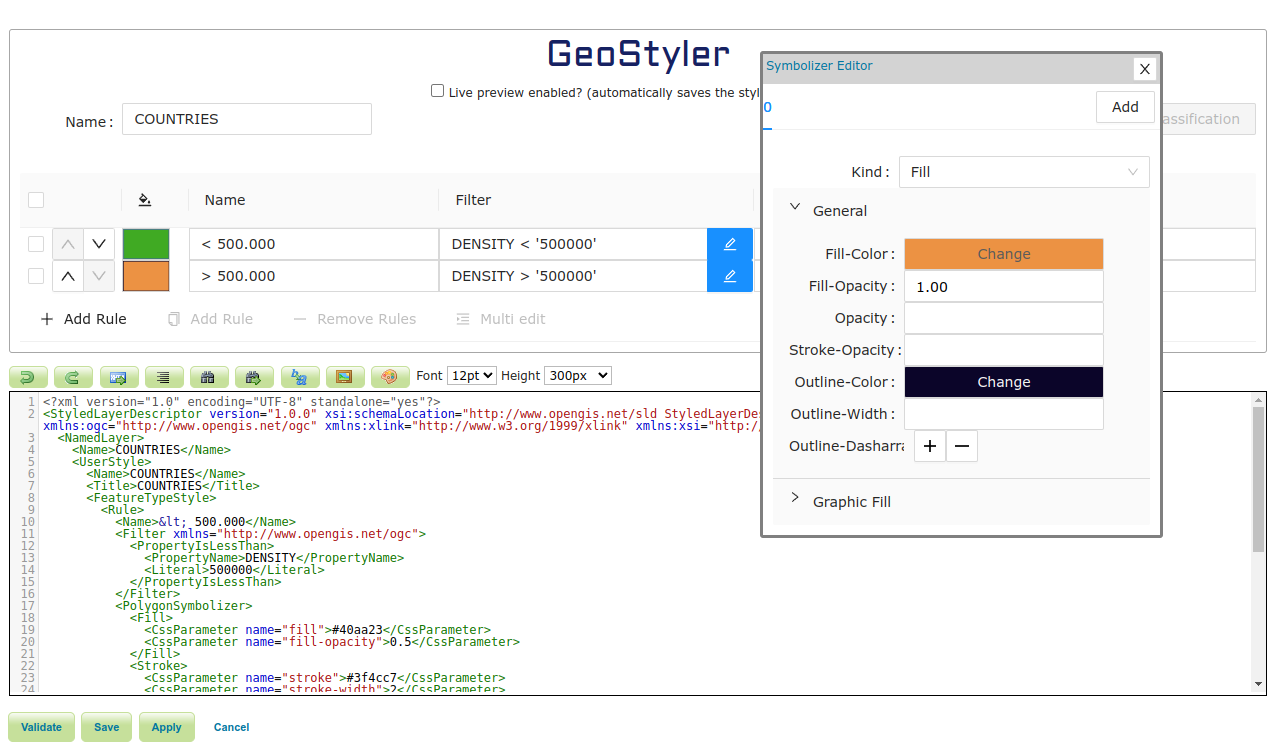 GeoStyler
Live preview enabled? (automatically saves the styl
Name :
COUNTRIES
assification
Name
Filter
< 500.000
DENSITY < '500000'
> 500.000
DENSITY > '500000'
Add Rule
Add Rule
Remove Rules
Multi edit
Symbolizer Editor
X
0
Add
Kind :
Fill
General
Fill-Color :
Change
Fill-Opacity :
1.00
Opacity :
Stroke-Opacity :
Outline-Color :
Change
Outline-Width :
Outline-Dasharra
Graphic Fill
Font
12pt
Height
300px
1 <?xml version="1.0" encoding="UTF-8" standalone="yes"?>
2 <StyledLayerDescriptor version="1.0.0" xsi:schemaLocation="http://www.opengis.net/sld StyledLayerDes
xmlns:ogc="http://www.opengis.net/ogc" xmlns:xlink="http://www.w3.org/1999/xlink" xmlns:xsi="http:/
3 <NamedLayer>
4 <Name>COUNTRIES</Name>
5 <UserStyle>
6 <Name>COUNTRIES</Name>
7 <Title>COUNTRIES</Title>
8 <FeatureTypeStyle>
9 <Rule>
10 <Name>&lt; 500.000</Name>
11 <Filter xmlns="http://www.opengis.net/ogc">
12 <PropertyIsLessThan>
13 <PropertyName>DENSITY</PropertyName>
14 <Literal>500000</Literal>
15 </PropertyIsLessThan>
16 </Filter>
17 <PolygonSymbolizer>
18 <Fill>
19 <CssParameter name="fill">#40aa23</CssParameter>
20 <CssParameter name="fill-opacity">0.5</CssParameter>
21 </Fill>
22 <Stroke>
23 <CssParameter name="stroke">#3f4cc7</CssParameter>
24 <CssParameter name="stroke-width">2</CssParameter>
Validate
Save
Apply
Cancel